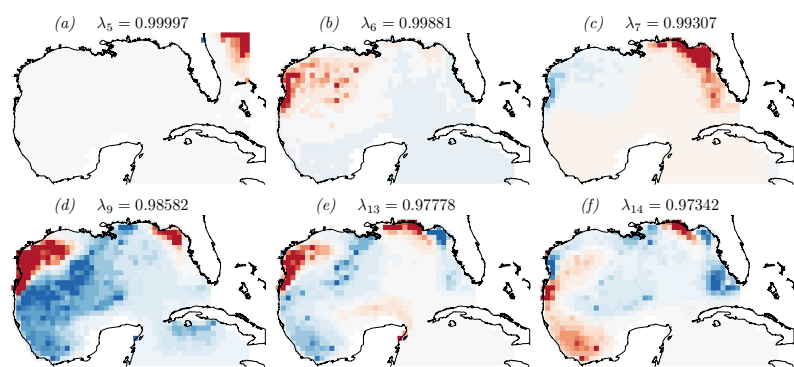 (a) λ5 = 0.99997
(b) λ6 = 0.99881
(c) λ7 = 0.99307
(d) λ9 = 0.98582
(e) λ13 = 0.97778
(f) λ14 = 0.97342